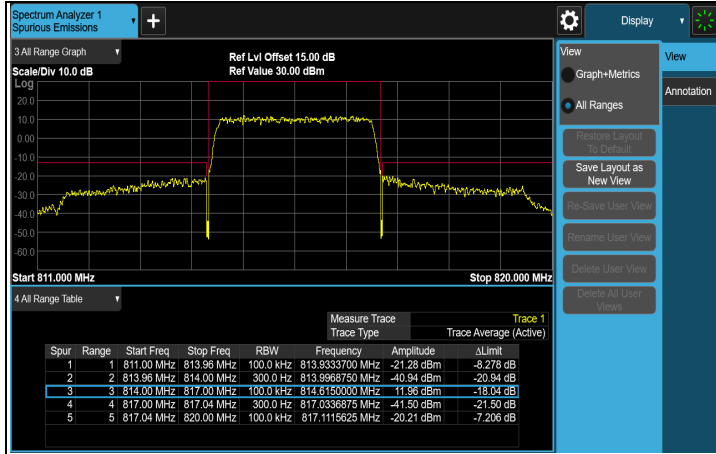 Spectrum Analyzer 1
Spurious Emissions
+
Display
3 All Range Graph
Scale/Div 10.0 dB
Ref Lvl Offset 15.00 dB
Ref Value 30.00 dBm
Log
20.0
10.0
0.00
-10.0
-20.0
-30.0
-40.0
-50.0
-60.0
Start 811.000 MHz
Stop 820.000 MHz
4 All Range Table
Measure Trace Trace 1
Trace Type Trace Average (Active)
Spur Range Start Freq Stop Freq RBW Frequency Amplitude ΔLimit
1 1 811.00 MHz 813.96 MHz 100.0 kHz 813.9333700 MHz -21.28 dBm -8.278 dB
2 2 813.96 MHz 814.00 MHz 300.0 Hz 813.9968750 MHz -40.94 dBm -20.94 dB
3 3 814.00 MHz 817.00 MHz 100.0 kHz 814.6150000 MHz 11.96 dBm -18.04 dB
4 4 817.00 MHz 817.04 MHz 300.0 Hz 817.0336875 MHz -41.50 dBm -21.50 dB
5 5 817.04 MHz 820.00 MHz 100.0 kHz 817.1115625 MHz -20.21 dBm -7.206 dB
View
Graph+Metrics
All Ranges
Restore Layout
To Default
Save Layout as
New View
Re-Save User View
Rename User View
Delete User View
Delete All User
Views
View
Annotation